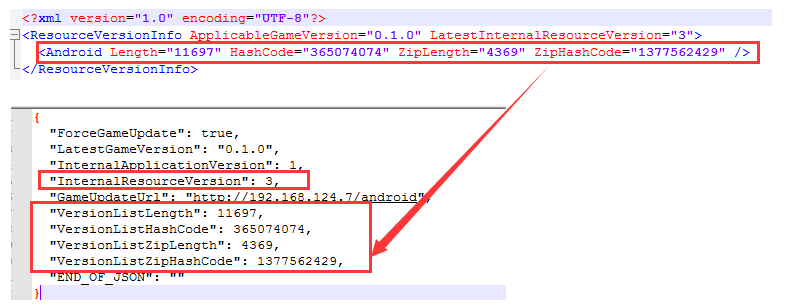 <?xml version="1.0" encoding="UTF-8"?>
<ResourceVersionInfo ApplicableGameVersion="0.1.0" LatestInternalResourceVersion="3">
<Android Length="11697" HashCode="365074074" ZipLength="4369" ZipHashCode="1377562429" />
</ResourceVersionInfo>
{
"ForceGameUpdate": true,
"LatestGameVersion": "0.1.0",
"InternalApplicationVersion": 1,
"InternalResourceVersion": 3,
"GameUpdateUrl": "http://192.168.124.7/android",
"VersionListLength": 11697,
"VersionListHashCode": 365074074,
"VersionListZipLength": 4369,
"VersionListZipHashCode": 1377562429,
"END_OF_JSON": ""
}